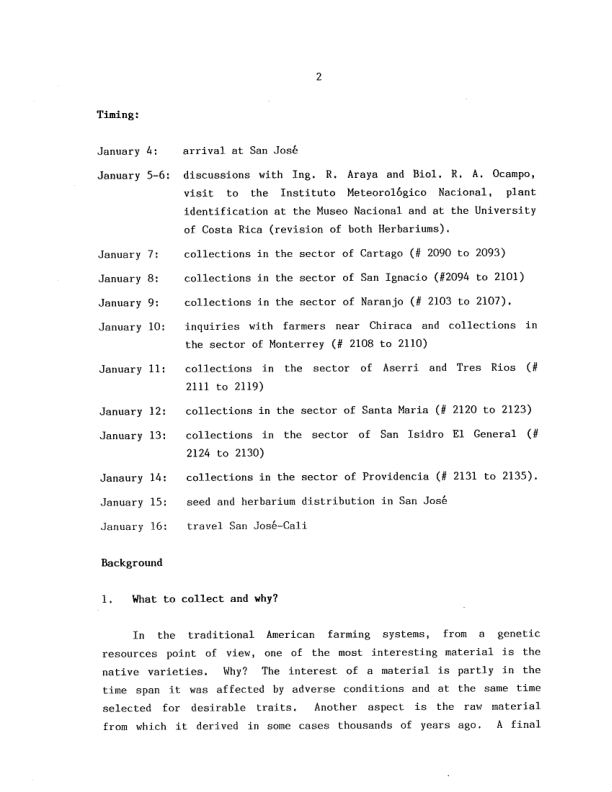 2
Timing:
January 4: arrival at San José
January 5-6: discussions with Ing. R. Araya and Biol. R. A. Ocampo,
visit to the Instituto Meteorológico Nacional, plant
identification at the Museo Nacional and at the University
of Costa Rica (revision of both Herbariums).
January 7: collections in the sector of Cartago (# 2090 to 2093)
January 8: collections in the sector of San Ignacio (#2094 to 2101)
January 9: collections in the sector of Naranjo (# 2103 to 2107).
January 10: inquiries with farmers near Chiraca and collections in
the sector of Monterrey (# 2108 to 2110)
January 11: collections in the sector of Aserri and Tres Rios (#
2111 to 2119)
January 12: collections in the sector of Santa Maria (# 2120 to 2123)
January 13: collections in the sector of San Isidro El General (#
2124 to 2130)
Janaury 14: collections in the sector of Providencia (# 2131 to 2135).
January 15: seed and herbarium distribution in San José
January 16: travel San José-Cali
Background
1. What to collect and why?
In the traditional American farming systems, from a genetic
resources point of view, one of the most interesting material is the
native varieties. Why? The interest of a material is partly in the
time span it was affected by adverse conditions and at the same time
selected for desirable traits. Another aspect is the raw material
from which it derived in some cases thousands of years ago. A final